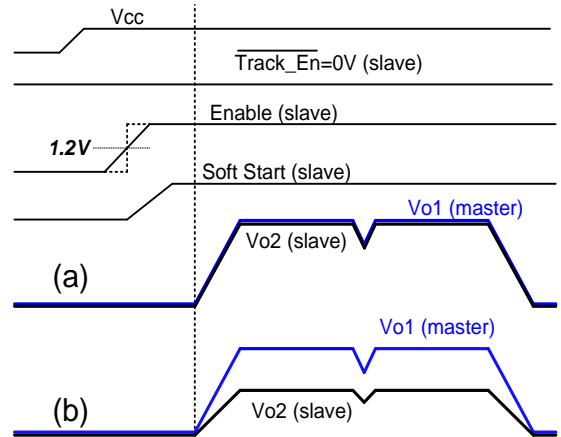 Vcc
Track_En=0V (slave)
Enable (slave)
1.2V
Soft Start (slave)
Vo1 (master)
Vo2 (slave)
(a)
Vo1 (master)
(b)
Vo2 (slave)